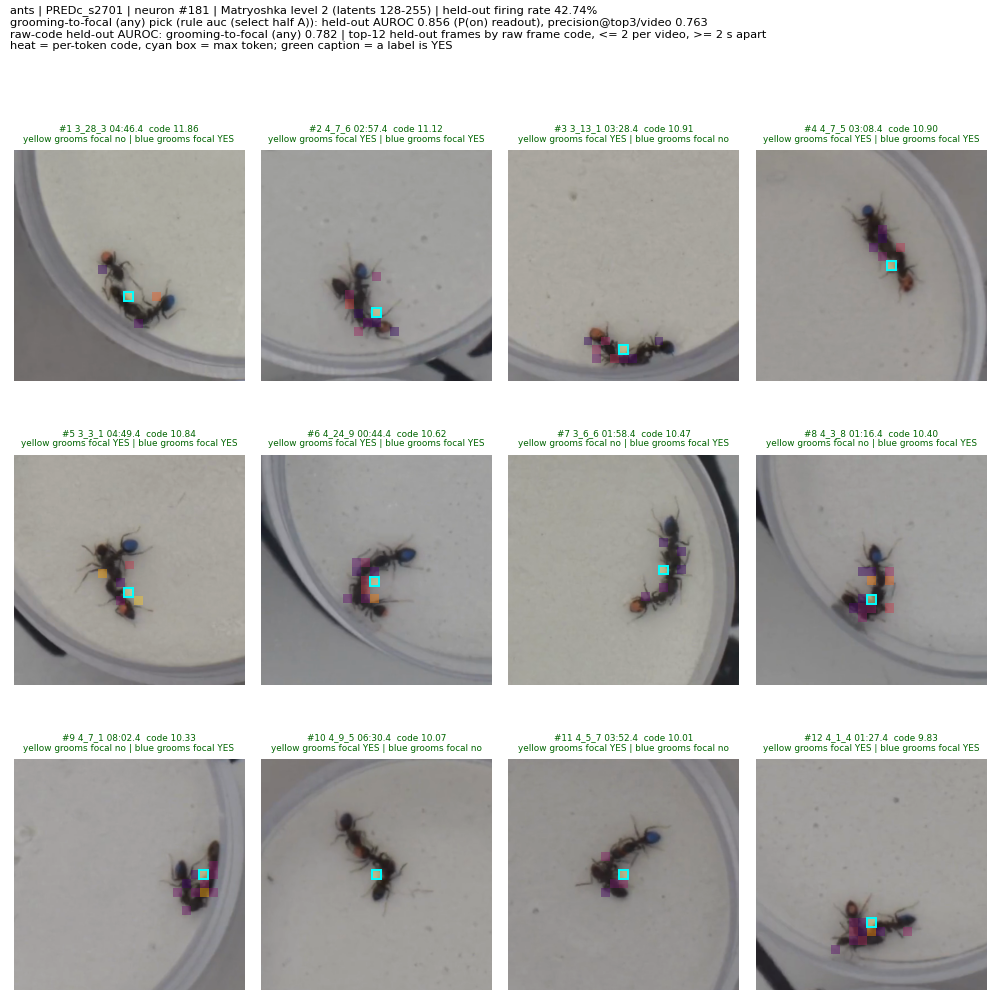 ants | PREDc_s2701 | neuron #181 | Matryoshka level 2 (latents 128-255) | held-out firing rate 42.74%
grooming-to-focal (any) pick (rule auc (select half A)): held-out AUROC 0.856 (P(on) readout), precision@top3/video 0.763
raw-code held-out AUROC: grooming-to-focal (any) 0.782 | top-12 held-out frames by raw frame code, <= 2 per video, >= 2 s apart
heat = per-token code, cyan box = max token; green caption = a label is YES
#1 3_28_3 04:46.4 code 11.86
yellow grooms focal no | blue grooms focal YES
#2 4_7_6 02:57.4 code 11.12
yellow grooms focal YES | blue grooms focal YES
#3 3_13_1 03:28.4 code 10.91
yellow grooms focal YES | blue grooms focal no
#4 4_7_5 03:08.4 code 10.90
yellow grooms focal YES | blue grooms focal YES
#5 3_3_1 04:49.4 code 10.84
yellow grooms focal YES | blue grooms focal YES
#6 4_24_9 00:44.4 code 10.62
yellow grooms focal YES | blue grooms focal YES
#7 3_6_6 01:58.4 code 10.47
yellow grooms focal no | blue grooms focal YES
#8 4_3_8 01:16.4 code 10.40
yellow grooms focal no | blue grooms focal YES
#9 4_7_1 08:02.4 code 10.33
yellow grooms focal no | blue grooms focal YES
#10 4_9_5 06:30.4 code 10.07
yellow grooms focal YES | blue grooms focal no
#11 4_5_7 03:52.4 code 10.01
yellow grooms focal YES | blue grooms focal no
#12 4_1_4 01:27.4 code 9.83
yellow grooms focal YES | blue grooms focal YES